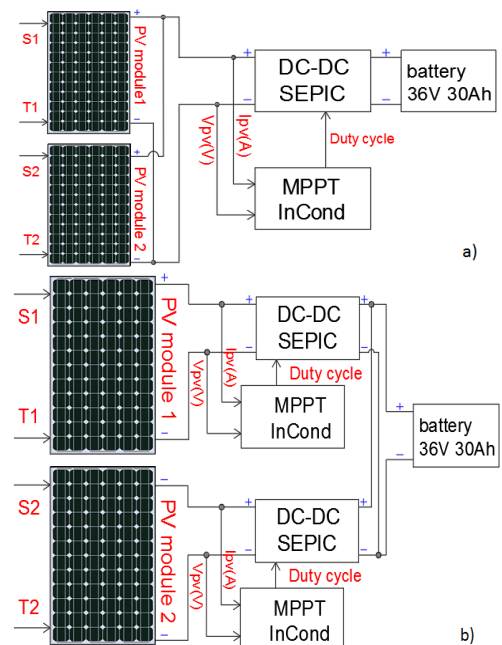 S1
T1
+
−
PV module1
S2
T2
+
−
PV module 2
Vpv(V)
Ipv(A)
+
−
DC-DC
SEPIC
+
−
battery
36V 30Ah
Duty cycle
MPPT
InCond
a)
S1
T1
+
−
PV module 1
Vpv(V)
Ipv(A)
+
−
DC-DC
SEPIC
+
−
Duty cycle
MPPT
InCond
+
−
battery
36V 30Ah
S2
T2
−
−
PV module 2
Vpv(V)
Ipv(A)
+
−
DC-DC
SEPIC
+
−
Duty cycle
MPPT
InCond
b)